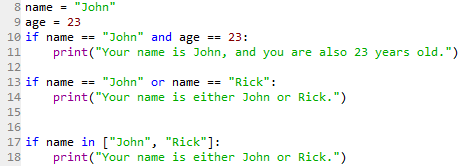 8 name = "John"
9 age = 23
10 if name == "John" and age == 23:
11     print("Your name is John, and you are also 23 years old.")
12
13 if name == "John" or name == "Rick":
14     print("Your name is either John or Rick.")
15
16
17 if name in ["John", "Rick"]:
18     print("Your name is either John or Rick.")